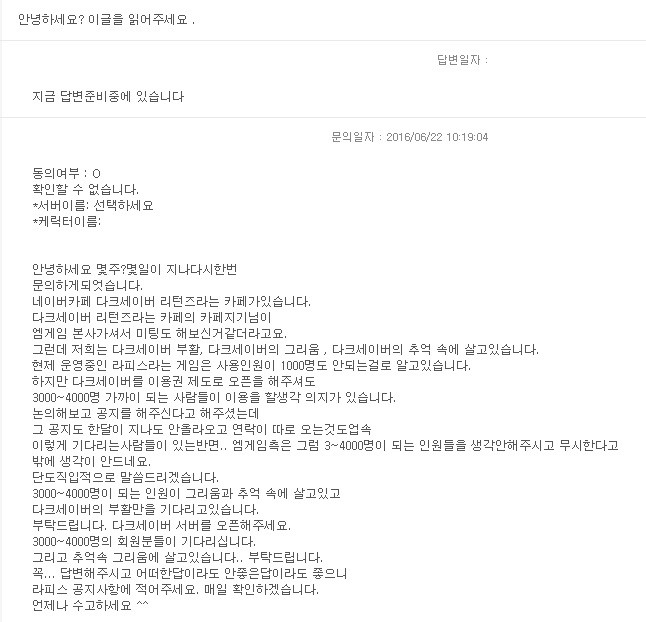 안녕하세요? 이글을 읽어주세요 .
답변일자 :
지금 답변준비중에 있습니다
문의일자 : 2016/06/22 10:19:04
동의여부 : O
확인할 수 없습니다.
*서버이름: 선택하세요
*케릭터이름:
안녕하세요 몇주?몇일이 지나다시한번
문의하게되엇습니다.
네이버카페 다크세이버 리턴즈라는 카페가있습니다.
다크세이버 리턴즈라는 카페의 카페지기님이
엠게임 본사가셔서 미팅도 해보신거같더라고요.
그런데 저희는 다크세이버 부활, 다크세이버의 그리움 , 다크세이버의 추억 속에 살고있습니다.
현제 운영중인 라피스라는 게임은 사용인원이 1000명도 안되는걸로 알고있습니다.
하지만 다크세이버를 이용권 제도로 오픈을 해주셔도
3000~4000명 가까이 되는 사람들이 이용을 할생각 의지가 있습니다.
논의해보고 공지를 해주신다고 해주셨는데
그 공지도 한달이 지나도 안올라오고 연락이 따로 오는것도업속
이렇게 기다리는사람들이 있는반면.. 엠게임측은 그럼 3~4000명이 되는 인원들을 생각안해주시고 무시한다고
밖에 생각이 안드네요.
단도직입적으로 말씀드리겠습니다.
3000~4000명이 되는 인원이 그리움과 추억 속에 살고있고
다크세이버의 부활만을 기다리고있습니다.
부탁드립니다. 다크세이버 서버를 오픈해주세요.
3000~4000명의 회원분들이 기다리십니다.
그리고 추억속 그리움에 살고있습니다.. 부탁드립니다.
꼭... 답변해주시고 어떠한답이라도 안좋은답이라도 좋으니
라피스 공지사항에 적어주세요. 매일 확인하겠습니다.
언제나 수고하세요 ^^